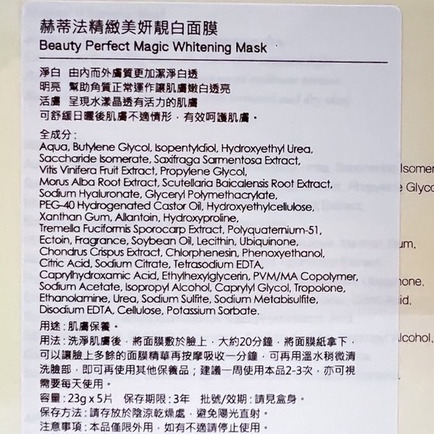 赫蒂法精緻美妍靚白面膜
Beauty Perfect Magic Whitening Mask
淨白 由內而外膚質更加潔淨白透
明亮 幫助角質正常運作讓肌膚嫩白透亮
活膚 呈現水漾晶透有活力的肌膚
可舒緩日曬後肌膚不適情形，有效呵護肌膚。
全成分：
Aqua, Butylene Glycol, Isopentyldiol, Hydroxyethyl Urea,
Saccharide Isomerate, Saxifraga Sarmentosa Extract,
Vitis Vinifera Fruit Extract, Propylene Glycol,
Morus Alba Root Extract, Scutellaria Baicalensis Root Extract,
Sodium Hyaluronate, Glyceryl Polymethacrylate,
PEG-40 Hydrogenated Castor Oil, Hydroxyethylcellulose,
Xanthan Gum, Allantoin, Hydroxyproline,
Tremella Fuciformis Sporocarp Extract, Polyquaternium-51,
Ectoin, Fragrance, Soybean Oil, Lecithin, Ubiquinone,
Chondrus Crispus Extract, Chlorphenesin, Phenoxyethanol,
Citric Acid, Sodium Citrate, Tetrasodium EDTA,
Caprylhydroxamic Acid, Ethylhexylglycerin, PVM/MA Copolymer,
Sodium Acetate, Isopropyl Alcohol, Caprylyl Glycol, Tropolone,
Ethanolamine, Urea, Sodium Sulfite, Sodium Metabisulfite,
Disodium EDTA, Cellulose, Potassium Sorbate.
用途：肌膚保養。
用法：洗淨肌膚後，將面膜敷於臉上，大約20分鐘，將面膜紙拿下，
可以讓臉上多餘的面膜精華再按摩吸收一分鐘，可再用溫水稍微清
洗臉部，即可再使用其他保養品；建議一周使用本品2-3次，亦可視
需要每天使用。
容量：23g x 5片 保存期限：3年 批號/效期：請見盒身。
保存方法：請存放於陰涼乾燥處，避免陽光直射。
注意事項：本品僅限外用，如有不適請停止使用。
Isomer
Glyco
um,
Alcohol,